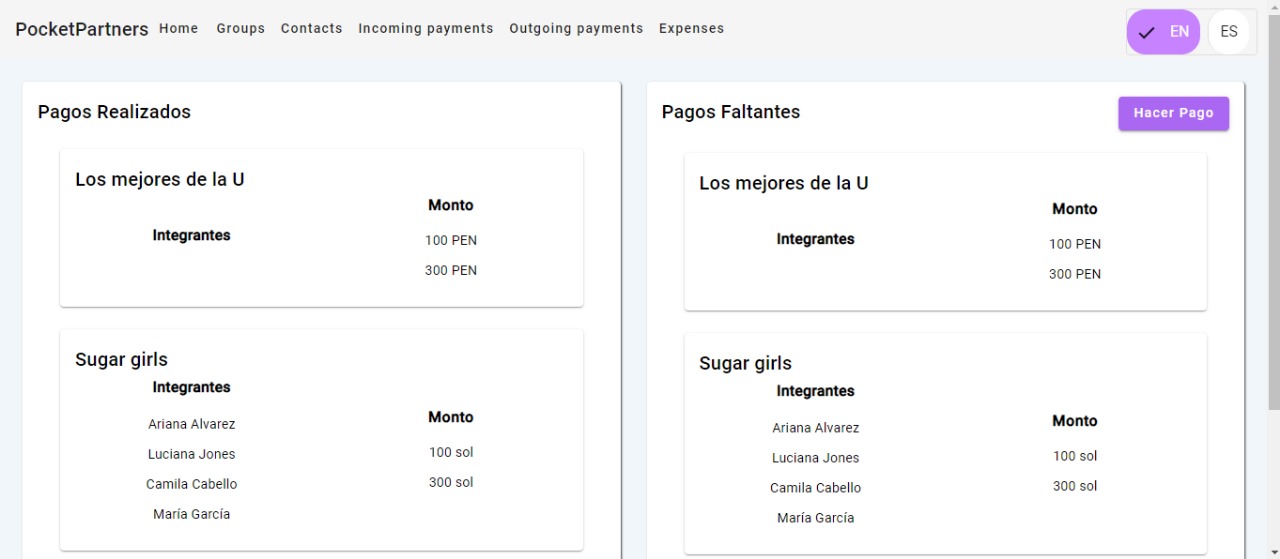 PocketPartners Home Groups Contacts Incoming payments Outgoing payments Expenses EN ES
Pagos Realizados
Los mejores de la U
Monto
Integrantes
100 PEN
300 PEN
Sugar girls
Integrantes
Ariana Alvarez
Luciana Jones
Camila Cabello
María García
Monto
100 sol
300 sol
Pagos Faltantes
Hacer Pago
Los mejores de la U
Monto
Integrantes
100 PEN
300 PEN
Sugar girls
Integrantes
Ariana Alvarez
Luciana Jones
Camila Cabello
María García
Monto
100 sol
300 sol